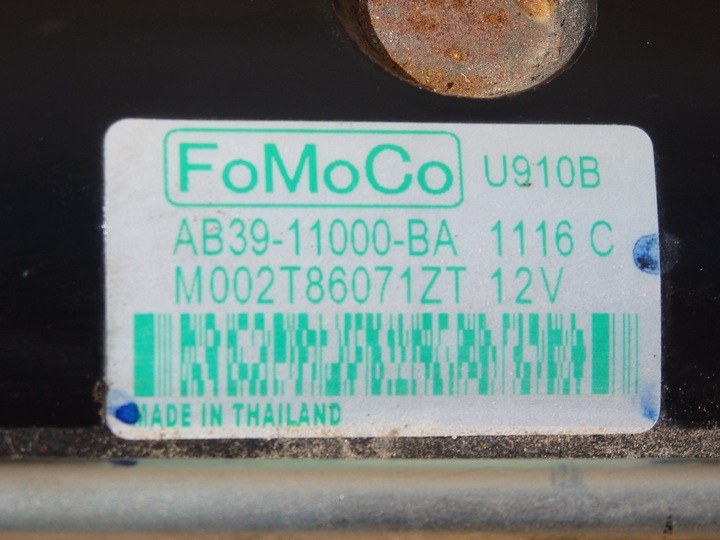 FoMoCo U910B
AB39-11000-BA 1116 C
M002T86071ZT 12V
MADE IN THAILAND